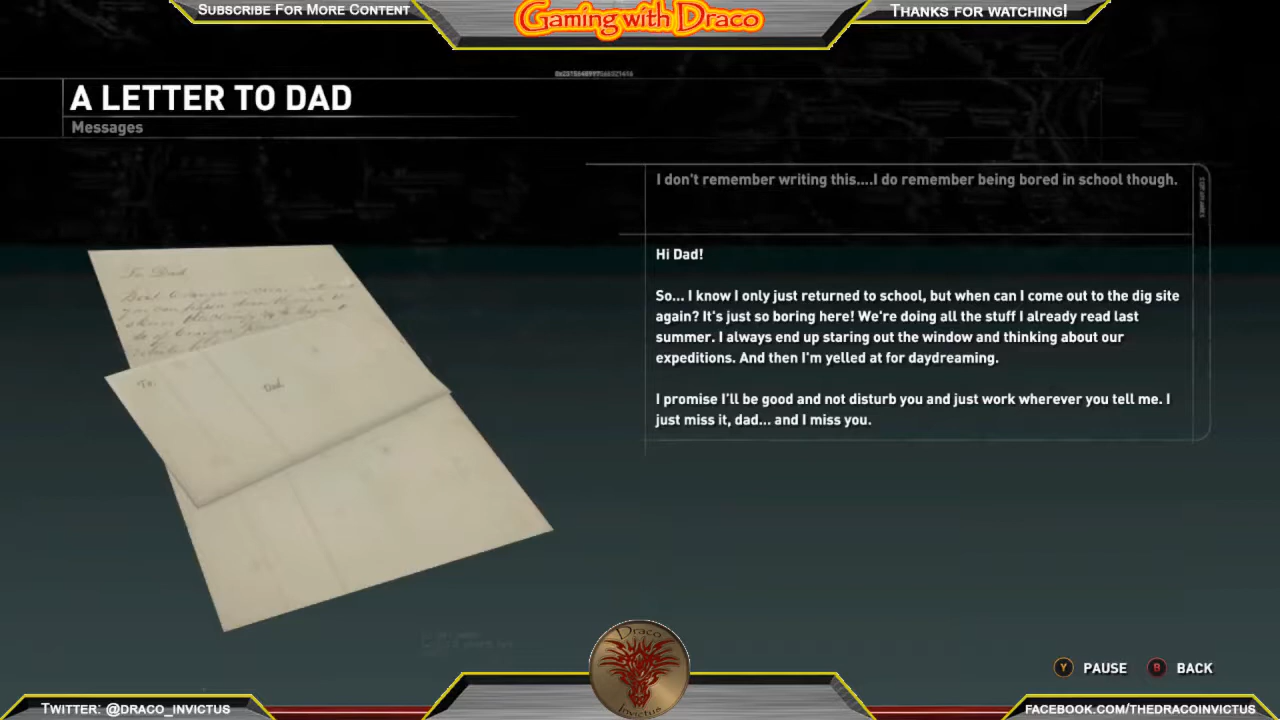 SUBSCRIBE FOR MORE CONTENT
Gaming with Draco
THANKS FOR WATCHING!
A LETTER TO DAD
Messages
I don't remember writing this....I do remember being bored in school though.
Hi Dad!
So... I know I only just returned to school, but when can I come out to the dig site
again? It's just so boring here! We're doing all the stuff I already read last
summer. I always end up staring out the window and thinking about our
expeditions. And then I'm yelled at for daydreaming.
I promise I'll be good and not disturb you and just work wherever you tell me. I
just miss it, dad... and I miss you.
To Dad
To:
Dad
Y PAUSE B BACK
Draco
Invictus
TWITTER: @DRACO_INVICTUS
FACEBOOK.COM/THEDRACOINVICTUS